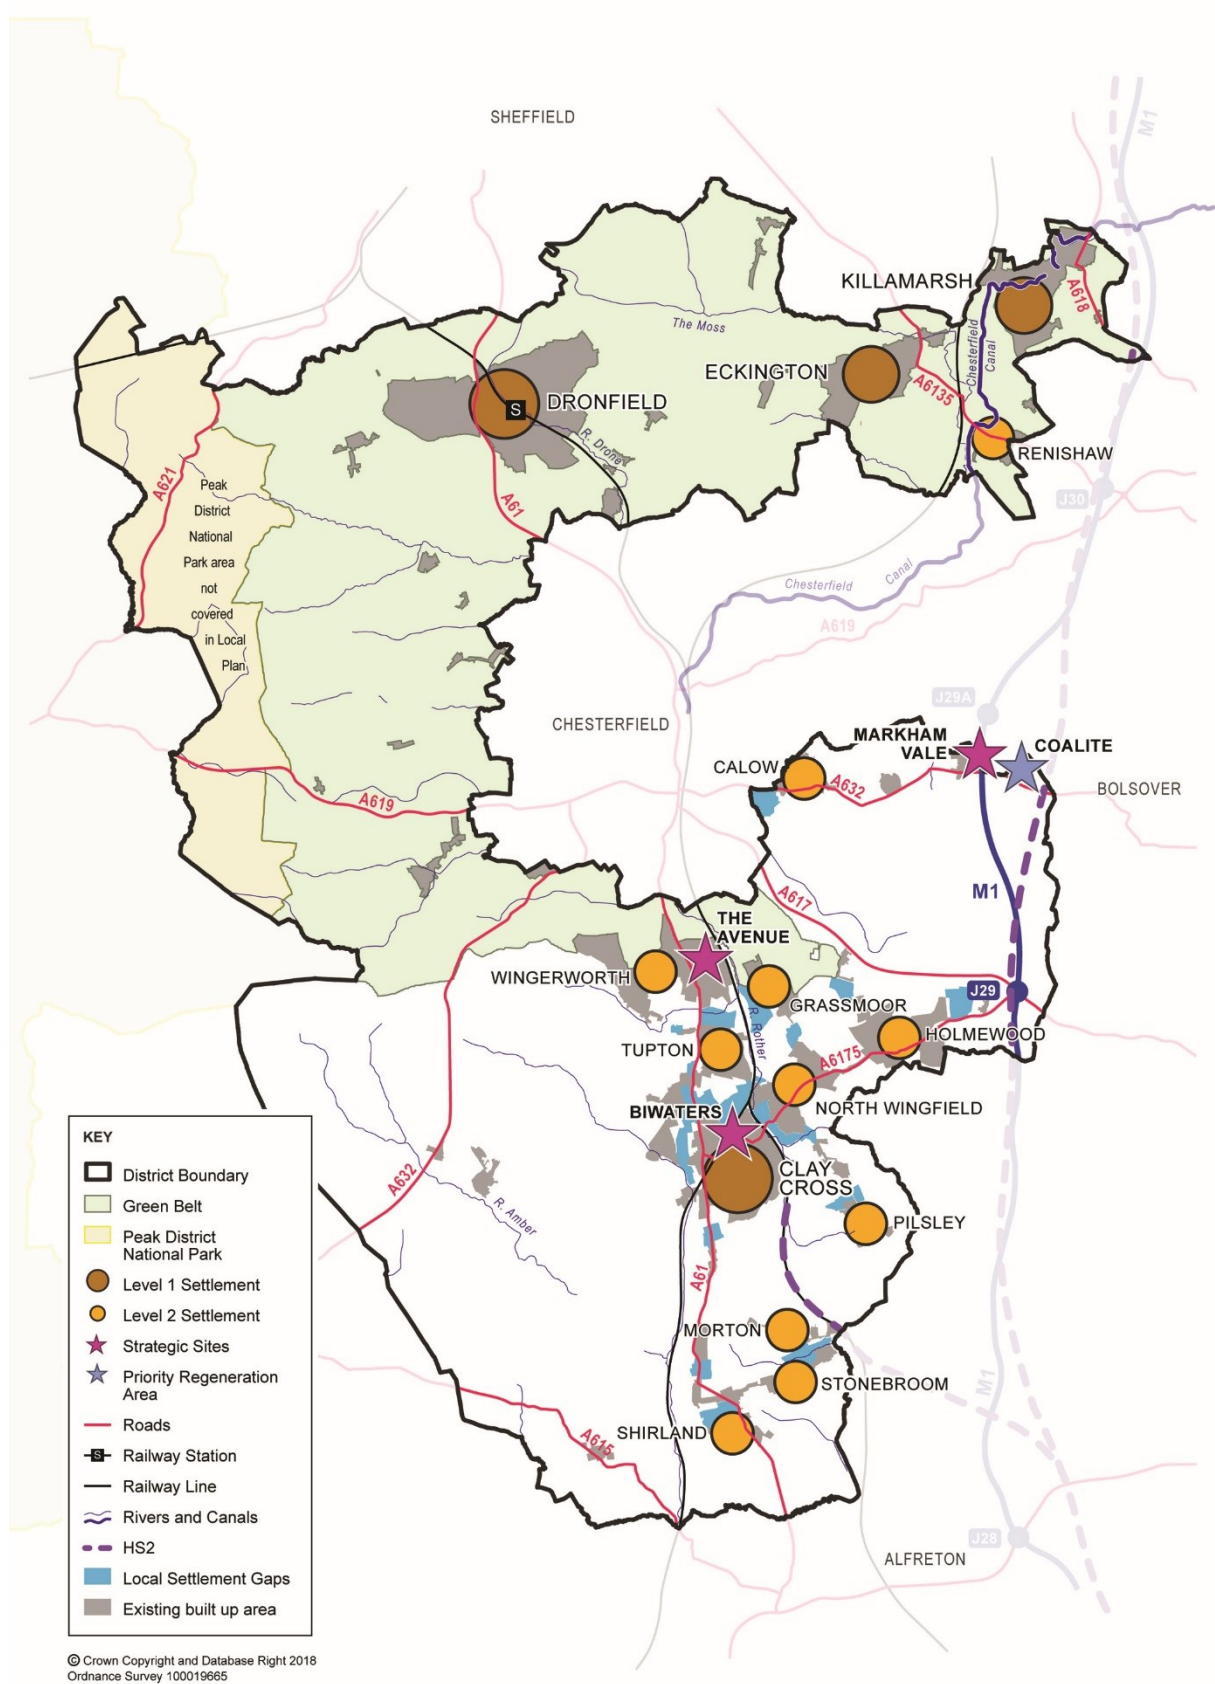 SHEFFIELD
M1
KILLAMARSH
A618
The Moss
Chesterfield
Canal
ECKINGTON
A6135
DRONFIELD
S
R. Drone
RENISHAW
A621
Peak
District
National
Park area
not
covered
in Local
Plan
A61
J30
Chesterfield
Canal
A619
J29A
CHESTERFIELD
MARKHAM
VALE
COALITE
CALOW
A632
BOLSOVER
A619
M1
A617
THE
AVENUE
WINGERWORTH
GRASSMOOR
J29
R. Rother
HOLMEWOOD
TUPTON
A6175
BIWATERS
NORTH WINGFIELD
CLAY
CROSS
A632
R. Amber
PILSLEY
A61
MORTON
STONEBROOM
M1
SHIRLAND
A615
J28
ALFRETON
KEY
District Boundary
Green Belt
Peak District
National Park
Level 1 Settlement
Level 2 Settlement
Strategic Sites
Priority Regeneration
Area
Roads
S
Railway Station
Railway Line
Rivers and Canals
HS2
Local Settlement Gaps
Existing built up area
© Crown Copyright and Database Right 2018
Ordnance Survey 100019665